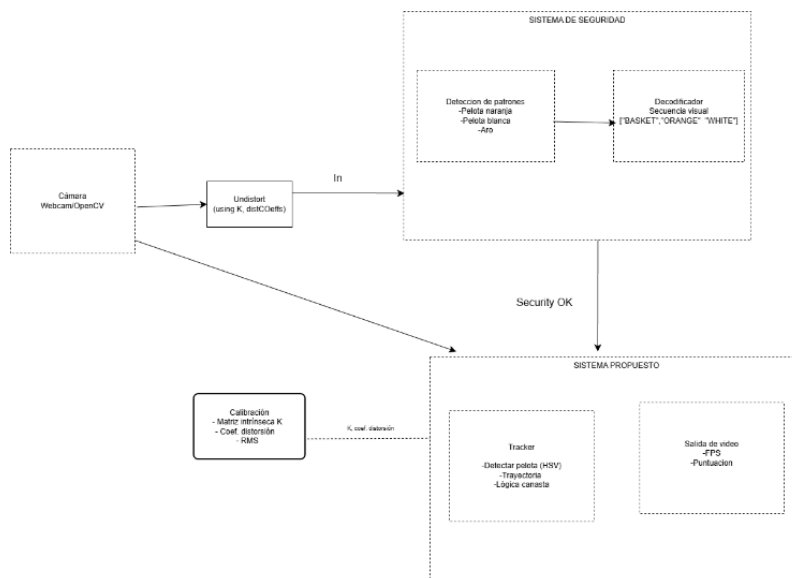 SISTEMA DE SEGURIDAD
Deteccion de patrones
-Pelota naranja
-Pelota blanca
-Aro
Decodificador
Secuencia visual
["BASKET","ORANGE" "WHITE"]
Cámara
Webcam/OpenCV
Undistort
(using K, distCOeffs)
In
Security OK
SISTEMA PROPUESTO
Calibración
- Matriz intrínseca K
- Coef. distorsión
- RMS
K, coef. distorsión
Tracker
-Detectar pelota (HSV)
-Trayectoria
-Lógica canasta
Salida de video
-FPS
-Puntuacion